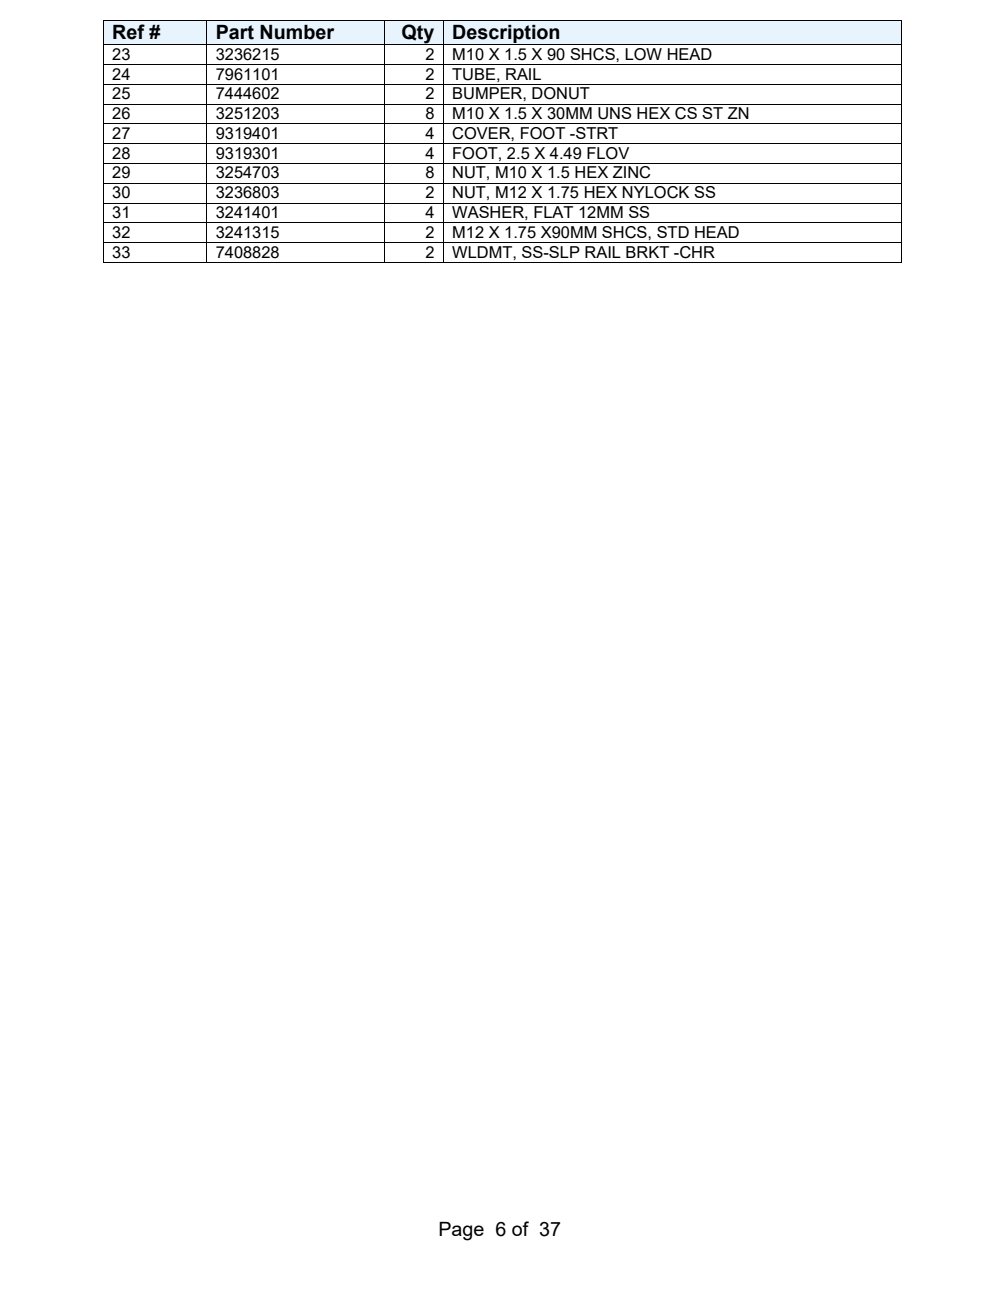 Ref # Part Number Qty Description
23 3236215 2 M10 X 1.5 X 90 SHCS, LOW HEAD
24 7961101 2 TUBE, RAIL
25 7444602 2 BUMPER, DONUT
26 3251203 8 M10 X 1.5 X 30MM UNS HEX CS ST ZN
27 9319401 4 COVER, FOOT -STRT
28 9319301 4 FOOT, 2.5 X 4.49 FLOV
29 3254703 8 NUT, M10 X 1.5 HEX ZINC
30 3236803 2 NUT, M12 X 1.75 HEX NYLOCK SS
31 3241401 4 WASHER, FLAT 12MM SS
32 3241315 2 M12 X 1.75 X90MM SHCS, STD HEAD
33 7408828 2 WLDMT, SS-SLP RAIL BRKT -CHR
Page 6 of 37